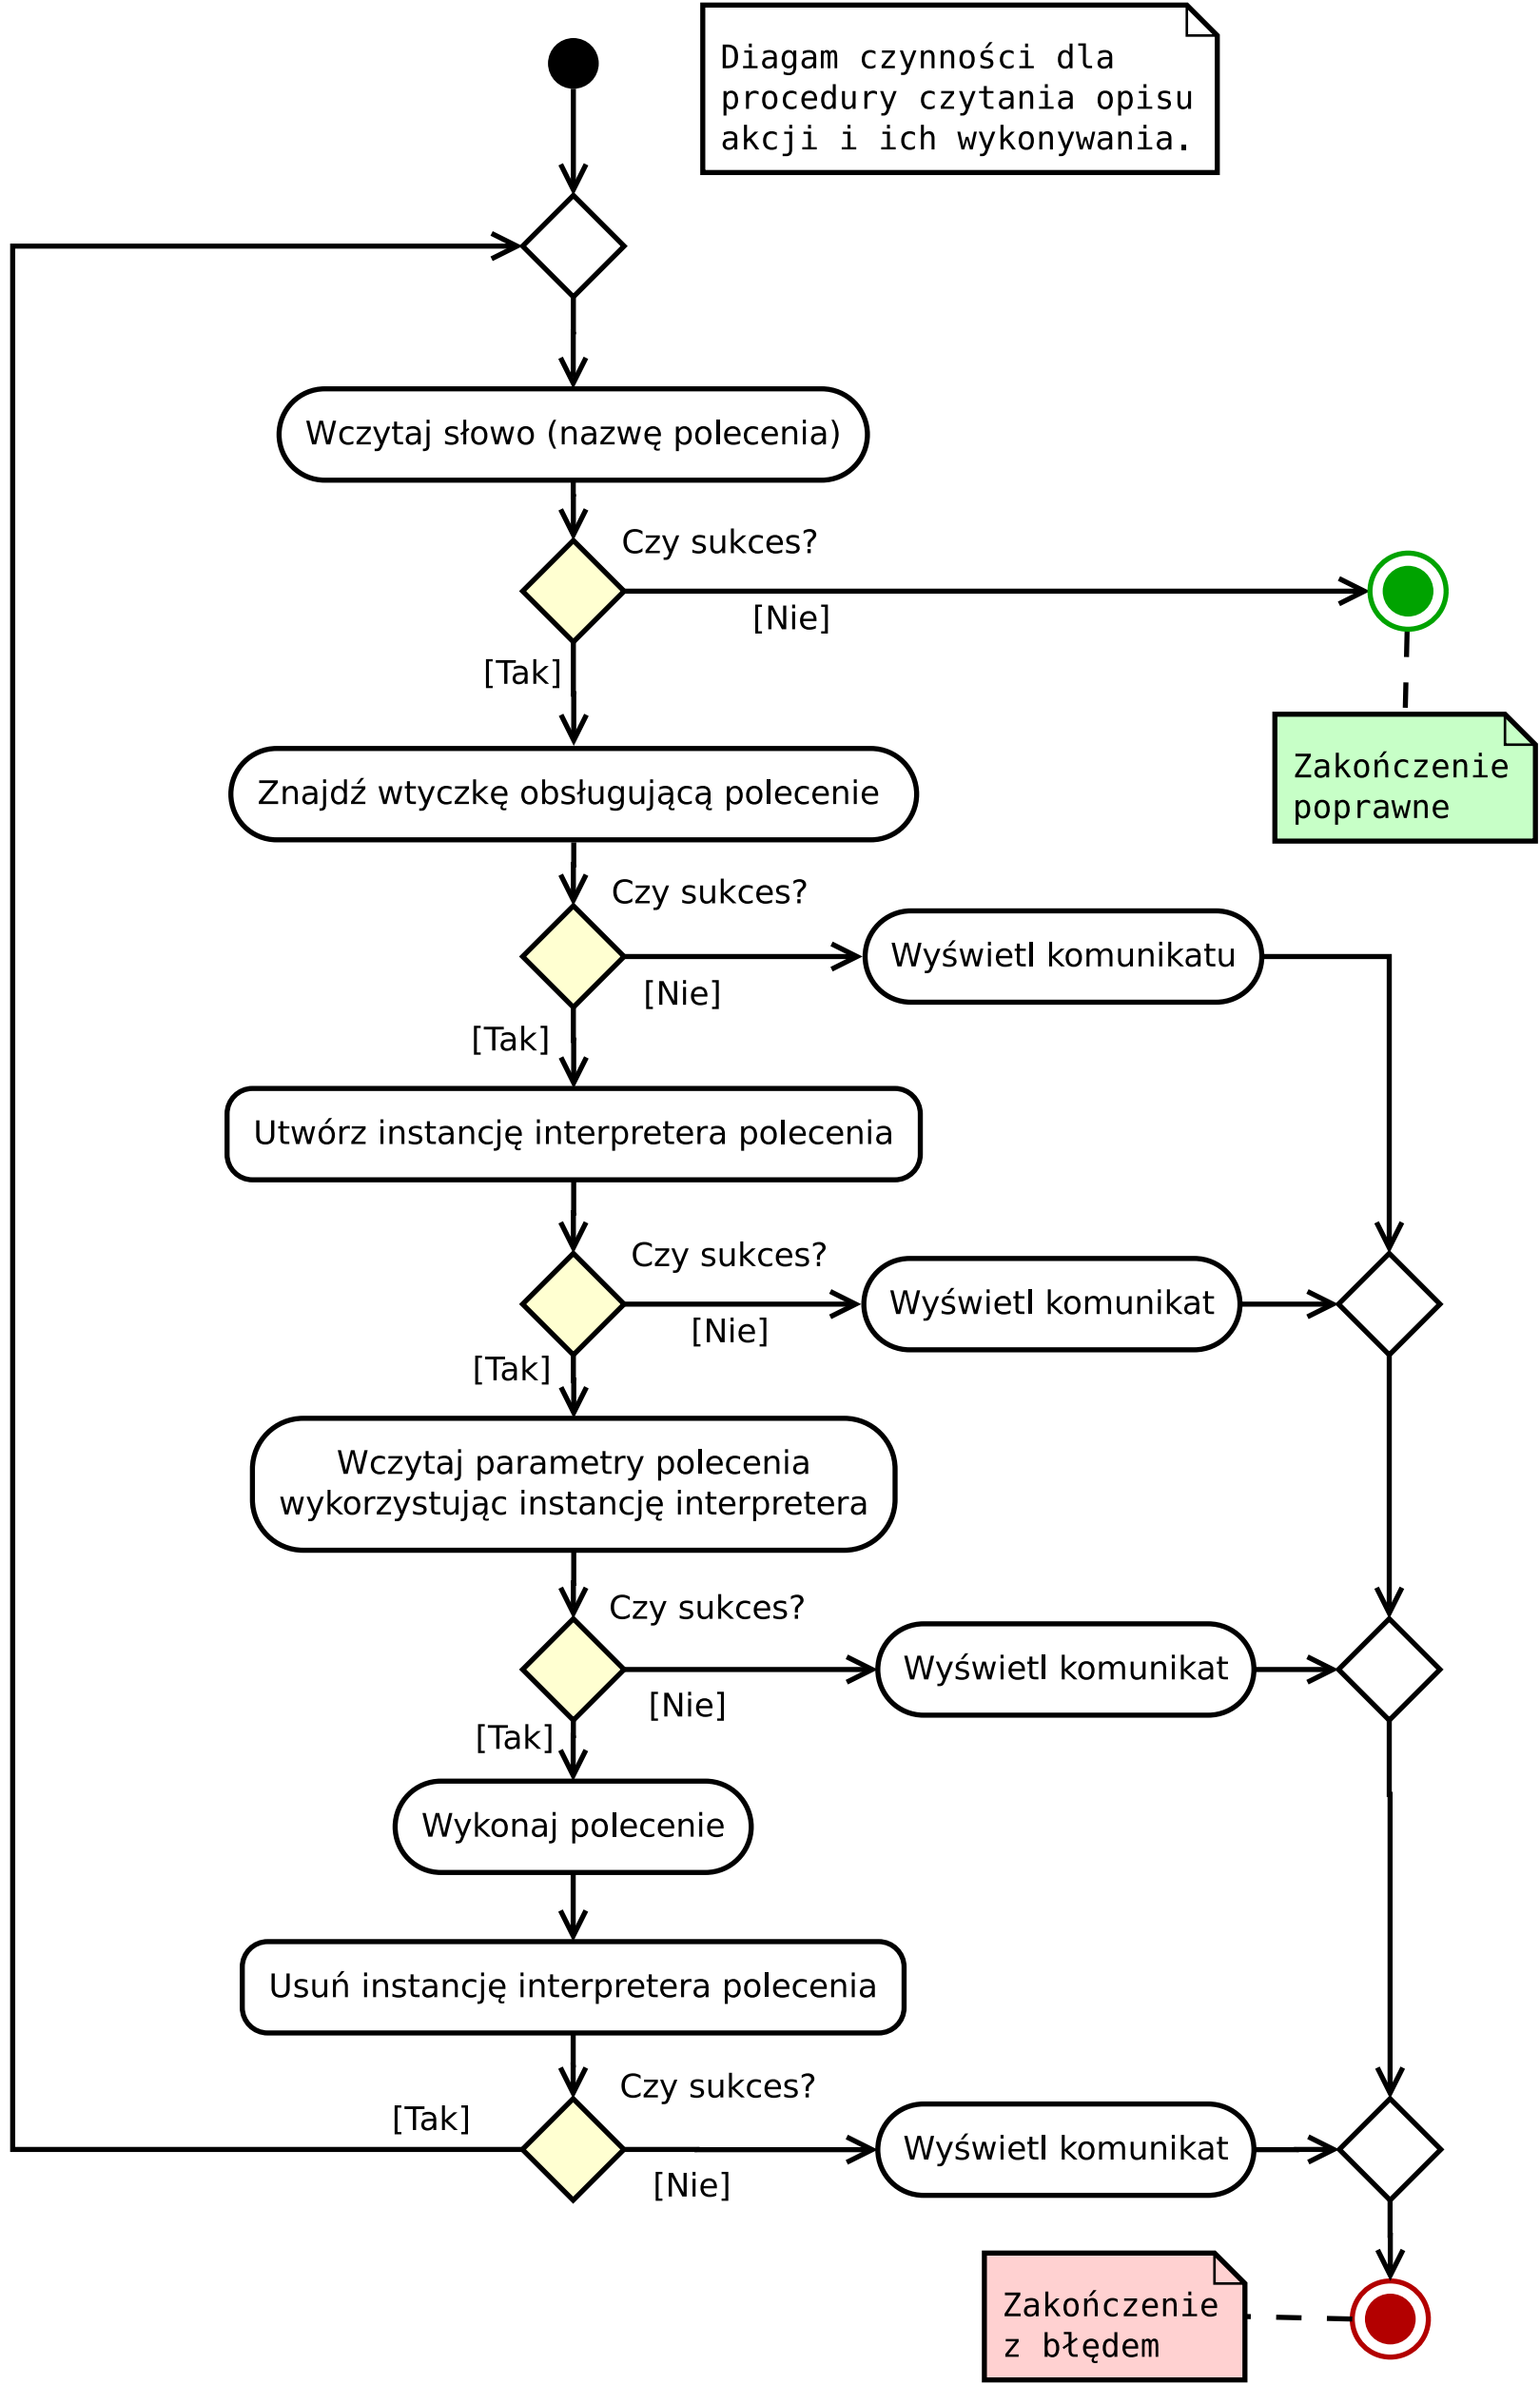 Diagam czynności dla
procedury czytania opisu
akcji i ich wykonywania.
Wczytaj słowo (nazwę polecenia)
Czy sukces?
[Nie]
[Tak]
Zakończenie
poprawne
Znajdź wtyczkę obsługującą polecenie
Czy sukces?
Wyświetl komunikatu
[Nie]
[Tak]
Utwórz instancję interpretera polecenia
Czy sukces?
Wyświetl komunikat
[Nie]
[Tak]
Wczytaj parametry polecenia
wykorzystując instancję interpretera
Czy sukces?
Wyświetl komunikat
[Nie]
[Tak]
Wykonaj polecenie
Usuń instancję interpretera polecenia
Czy sukces?
[Tak]
Wyświetl komunikat
[Nie]
Zakończenie
z błędem